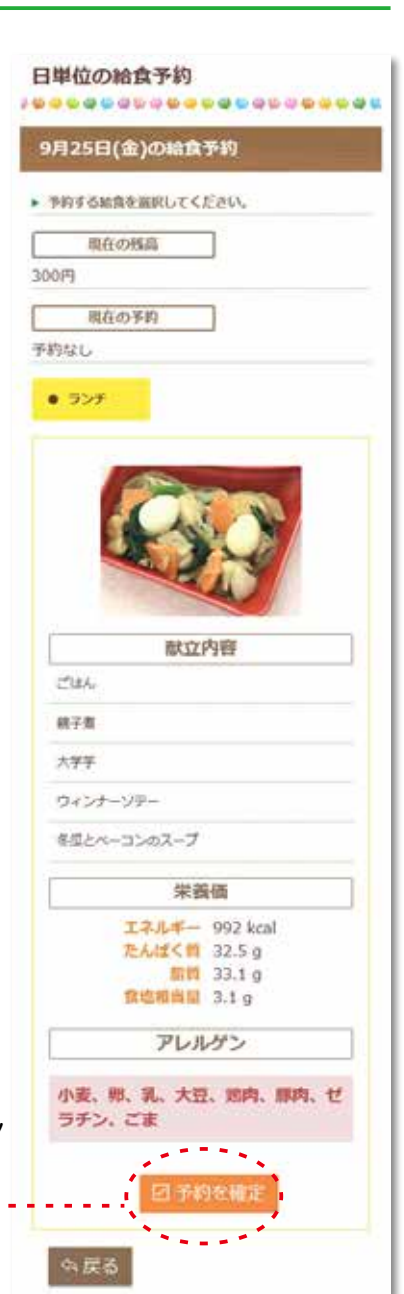 日単位の給食予約
9月25日(金)の給食予約
予約する給食を選択してください。
現在の残高
300円
現在の予約
予約なし
● ランチ
献立内容
ごはん
親子煮
大学芋
ウィンナーソテー
冬瓜とベーコンのスープ
栄養価
エネルギー 992 kcal
たんぱく質 32.5 g
脂質 33.1 g
食塩相当量 3.1 g
アレルゲン
小麦、卵、乳、大豆、鶏肉、豚肉、ゼ
ラチン、ごま
予約を確定
戻る